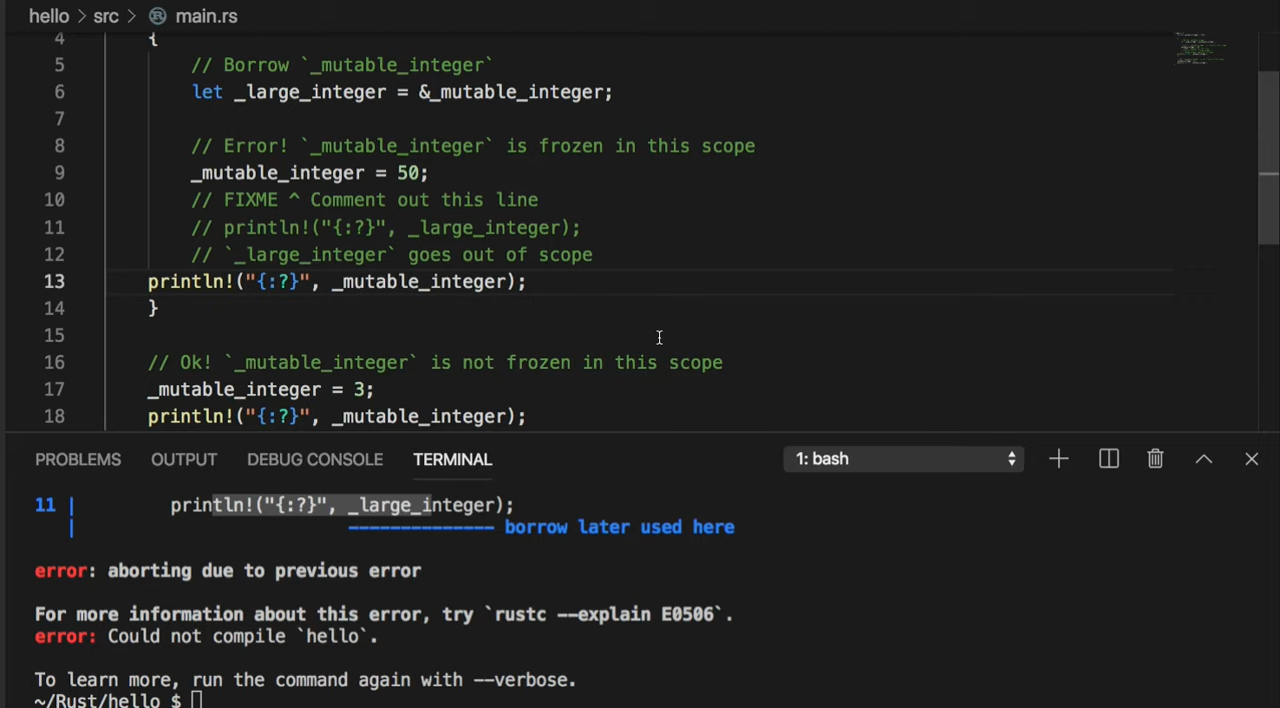 hello > src > main.rs
4 {
5 // Borrow `_mutable_integer`
6 let _large_integer = &_mutable_integer;
7
8 // Error! `_mutable_integer` is frozen in this scope
9 _mutable_integer = 50;
10 // FIXME ^ Comment out this line
11 // println!("{:?}", _large_integer);
12 // `_large_integer` goes out of scope
13 println!("{:?}", _mutable_integer);
14 }
15
16 // Ok! `_mutable_integer` is not frozen in this scope
17 _mutable_integer = 3;
18 println!("{:?}", _mutable_integer);
PROBLEMS OUTPUT DEBUG CONSOLE TERMINAL 1: bash
11 | println!("{:?}", _large_integer);
| -------------- borrow later used here
error: aborting due to previous error
For more information about this error, try `rustc --explain E0506`.
error: Could not compile `hello`.
To learn more, run the command again with --verbose.
~/Rust/hello $